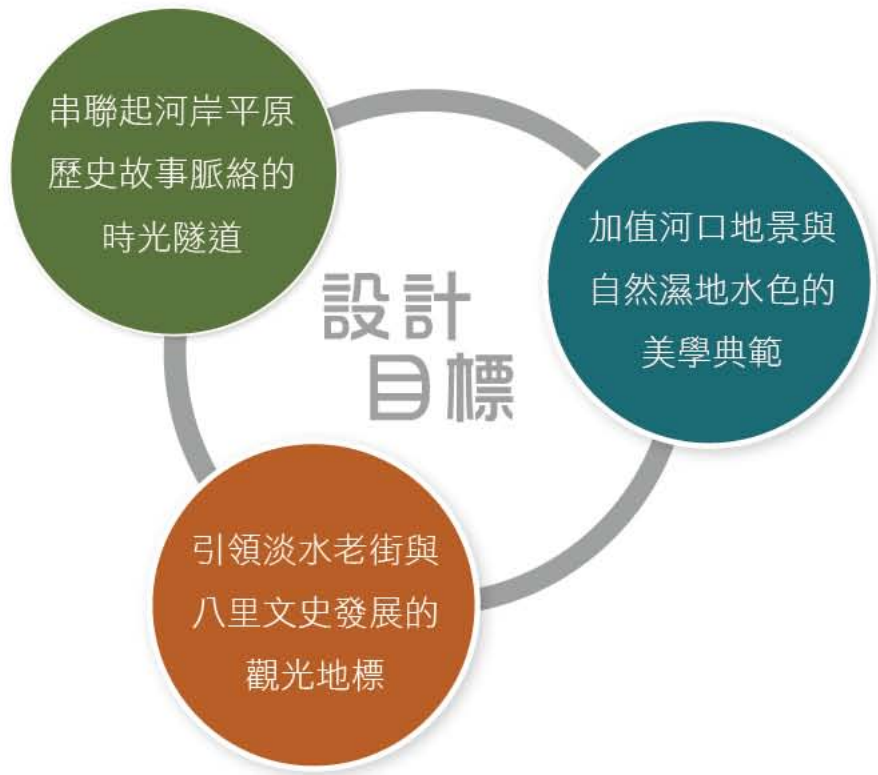 串聯起河岸平原
歷史故事脈絡的
時光隧道
加值河口地景與
自然濕地水色的
美學典範
設計
目標
引領淡水老街與
八里文史發展的
觀光地標